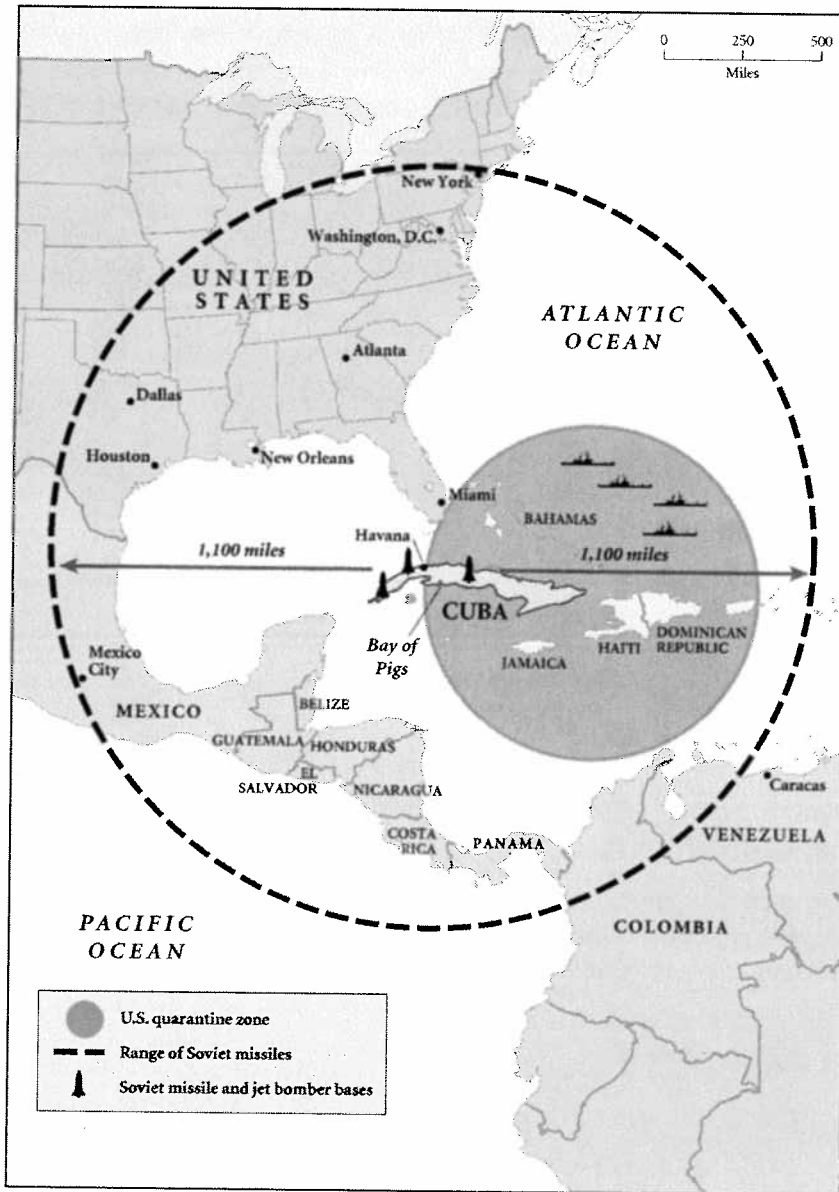 0 250 500
Miles
New York
Washington, D.C.
UNITED
STATES
ATLANTIC
OCEAN
Atlanta
Dallas
Houston
New Orleans
Miami
BAHAMAS
Havana
1,100 miles
1,100 miles
CUBA
Bay of
Pigs
HAITI
DOMINICAN
REPUBLIC
JAMAICA
Mexico
City
MEXICO
BELIZE
GUATEMALA
HONDURAS
EL
SALVADOR
NICARAGUA
COSTA
RICA
PANAMA
Caracas
VENEZUELA
COLOMBIA
PACIFIC
OCEAN
U.S. quarantine zone
Range of Soviet missiles
Soviet missile and jet bomber bases